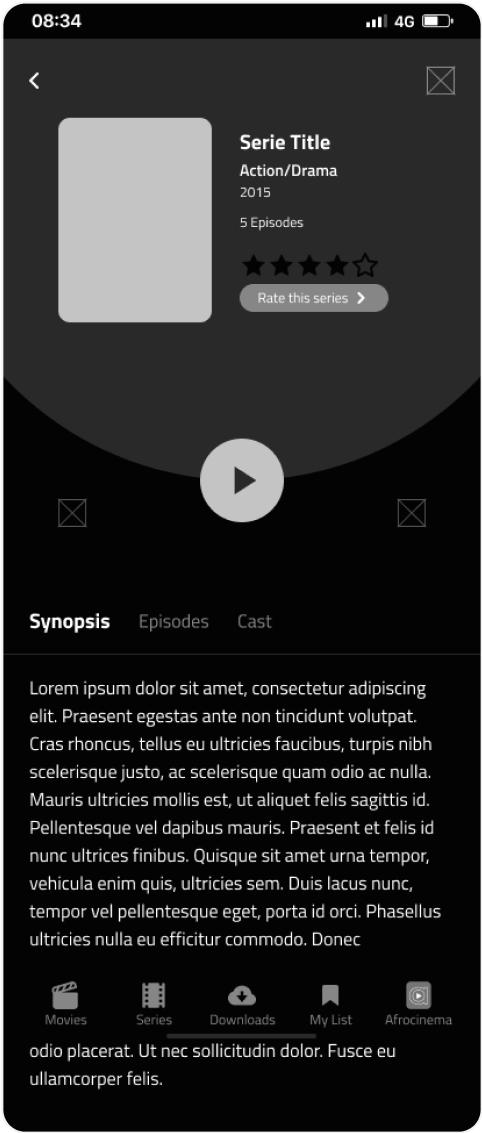 08:34
4G
Serie Title
Action/Drama
2015
5 Episodes
Rate this series
Synopsis Episodes Cast
Lorem ipsum dolor sit amet, consectetur adipiscing
elit. Praesent egestas ante non tincidunt volutpat.
Cras rhoncus, tellus eu ultricies faucibus, turpis nibh
scelerisque justo, ac scelerisque quam odio ac nulla.
Mauris ultricies mollis est, ut aliquet felis sagittis id.
Pellentesque vel dapibus mauris. Praesent et felis id
nunc ultrices finibus. Quisque sit amet urna tempor,
vehicula enim quis, ultricies sem. Duis lacus nunc,
tempor vel pellentesque eget, porta id orci. Phasellus
ultricies nulla eu efficitur commodo. Donec
Movies Series Downloads My List Afrocinema
odio placerat. Ut nec sollicitudin dolor. Fusce eu
ullamcorper felis.